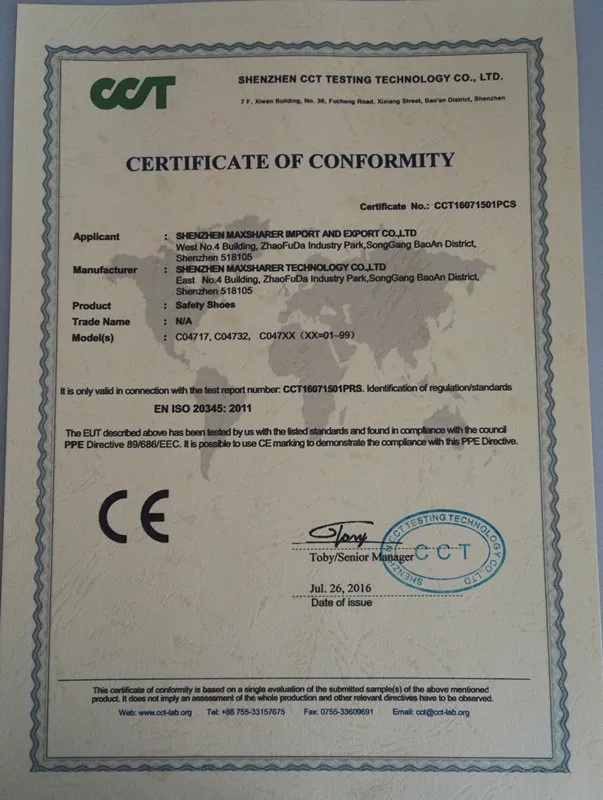 CCT
SHENZHEN CCT TESTING TECHNOLOGY CO., LTD.
7 F, Xiwan Building, No. 36, Fucheng Road, Xixiang Street, Bao'an District, Shenzhen
CERTIFICATE OF CONFORMITY
Certificate No.: CCT16071501PCS
Applicant : SHENZHEN MAXSHARER IMPORT AND EXPORT CO.,LTD
West No.4 Building, ZhaoFuDa Industry Park,SongGang BaoAn District,
Shenzhen 518105
Manufacturer : SHENZHEN MAXSHARER TECHNOLOGY CO.,LTD
East No.4 Building, ZhaoFuDa Industry Park,SongGang BaoAn District,
Shenzhen 518105
Product : Safety Shoes
Trade Name : N/A
Model(s) : C04717, C04732, C047XX（XX=01~99）
It is only valid in connection with the test report number: CCT16071501PRS. Identification of regulation/standards
EN ISO 20345: 2011
The EUT described above has been tested by us with the listed standards and found in compliance with the council
PPE Directive 89/686/EEC. It is possible to use CE marking to demonstrate the compliance with this PPE Directive.
CE
Tony
Toby/Senior Manager
SHENZHEN CCT TESTING TECHNOLOGY CO., LTD
CCT
Jul. 26, 2016
Date of issue
This certificate of conformity is based on a single evaluation of the submitted sample(s) of the above mentioned
product. It does not imply an assessment of the whole production and other relevant directives have to be observed.
Web: www.cct-lab.org Tel: +86 755-33157675 Fax: 0755-33609691 Email: cct@cct-lab.org